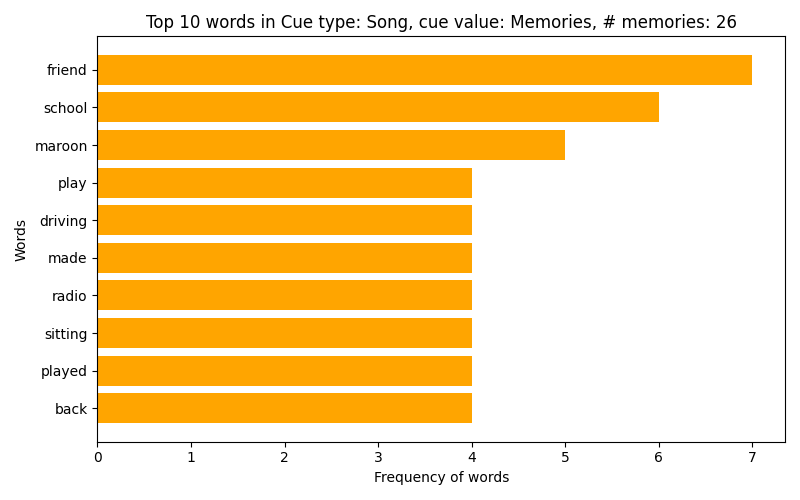 Top 10 words in Cue type: Song, cue value: Memories, # memories: 26
friend
school
maroon
play
driving
made
radio
sitting
played
back
Words
0 1 2 3 4 5 6 7
Frequency of words